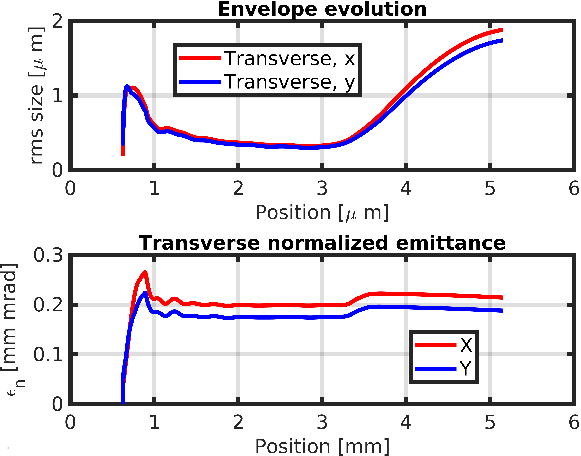 Envelope evolution
rms size [μ m]
2
1
0
Transverse, x
Transverse, y
0 1 2 3 4 5 6
Position [μ m]
Transverse normalized emittance
ϵn [mm mrad]
0.3
0.2
0.1
0
X
Y
0 1 2 3 4 5 6
Position [mm]